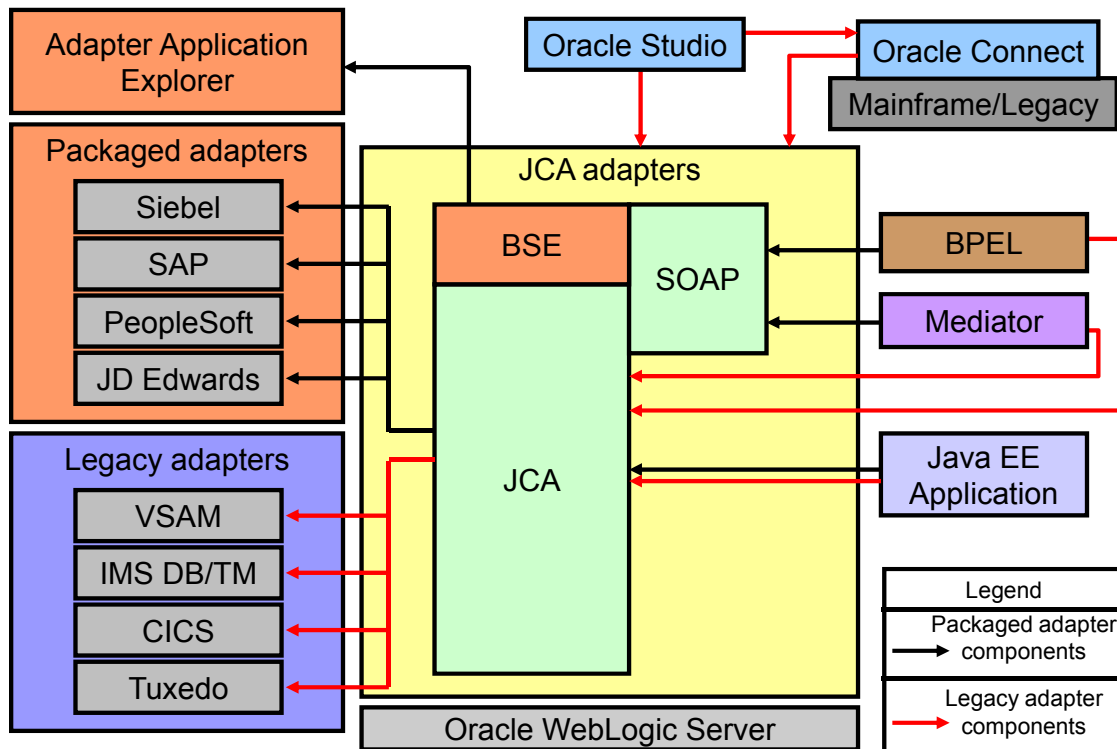 Adapter Application
Explorer
Oracle Studio
Oracle Connect
Mainframe/Legacy
Packaged adapters
Siebel
SAP
PeopleSoft
JD Edwards
Legacy adapters
VSAM
IMS DB/TM
CICS
Tuxedo
JCA adapters
BSE
SOAP
JCA
Oracle WebLogic Server
BPEL
Mediator
Java EE
Application
Legend
Packaged adapter
components
Legacy adapter
components